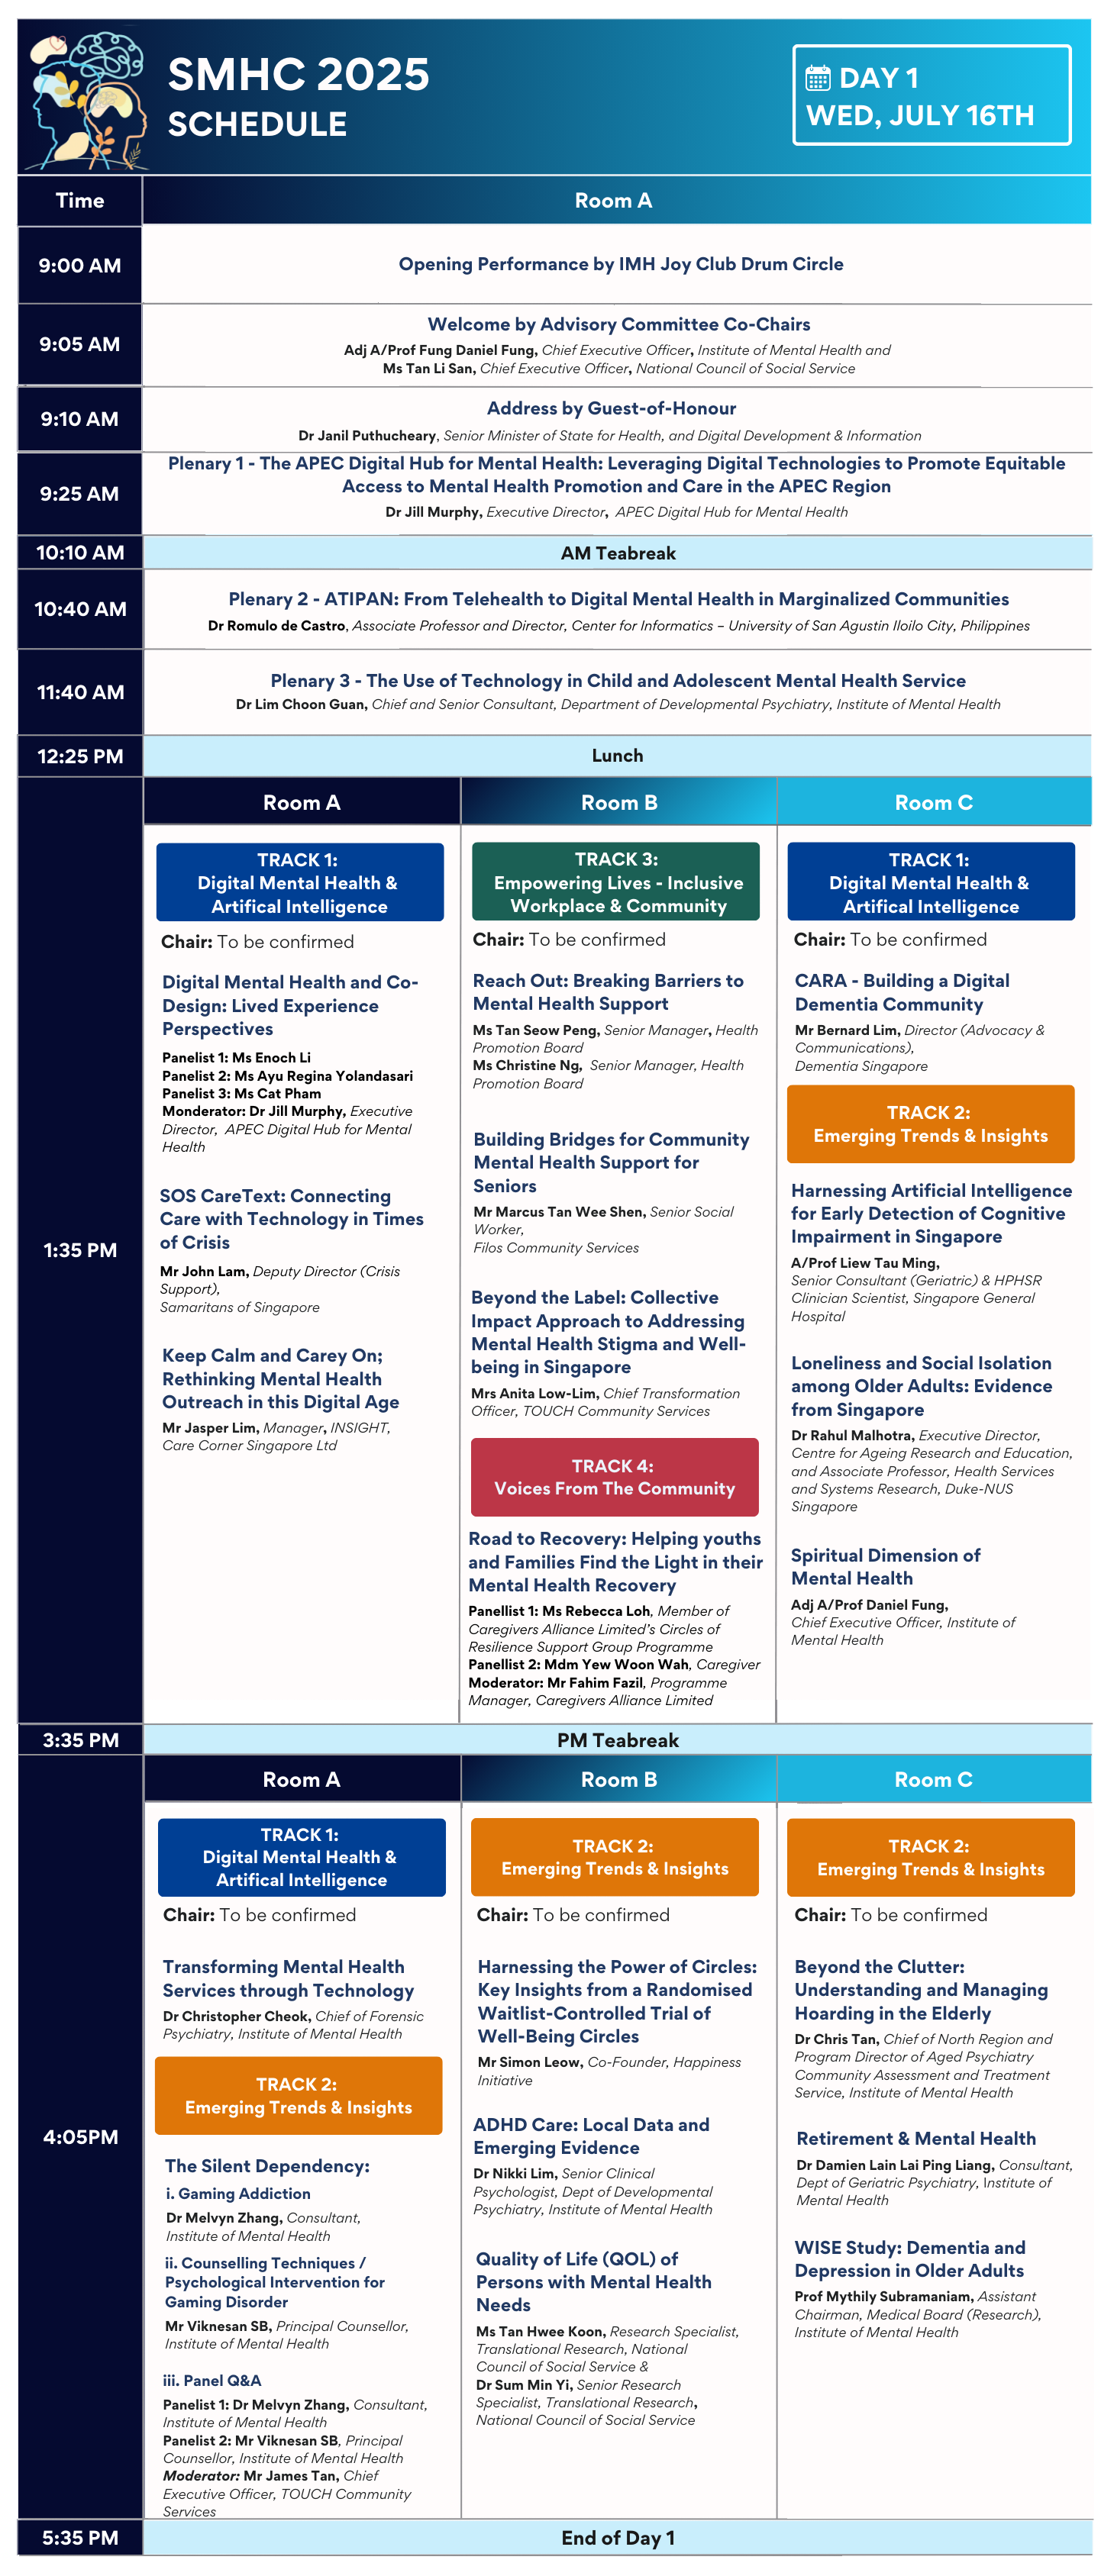 SMHC 2025
SCHEDULE
DAY 1
WED, JULY 16TH
Time
Room A
9:00 AM
Opening Performance by IMH Joy Club Drum Circle
9:05 AM
Welcome by Advisory Committee Co-Chairs
Adj A/Prof Fung Daniel Fung, Chief Executive Officer, Institute of Mental Health and
Ms Tan Li San, Chief Executive Officer, National Council of Social Service
9:10 AM
Address by Guest-of-Honour
Dr Janil Puthucheary, Senior Minister of State for Health, and Digital Development & Information
9:25 AM
Plenary 1 - The APEC Digital Hub for Mental Health: Leveraging Digital Technologies to Promote Equitable
Access to Mental Health Promotion and Care in the APEC Region
Dr Jill Murphy, Executive Director, APEC Digital Hub for Mental Health
10:10 AM
AM Teabreak
10:40 AM
Plenary 2 - ATIPAN: From Telehealth to Digital Mental Health in Marginalized Communities
Dr Romulo de Castro, Associate Professor and Director, Center for Informatics – University of San Agustin Iloilo City, Philippines
11:40 AM
Plenary 3 - The Use of Technology in Child and Adolescent Mental Health Service
Dr Lim Choon Guan, Chief and Senior Consultant, Department of Developmental Psychiatry, Institute of Mental Health
12:25 PM
Lunch
1:35 PM
Room A
TRACK 1:
Digital Mental Health &
Artifical Intelligence
Chair: To be confirmed
Digital Mental Health and Co-
Design: Lived Experience
Perspectives
Panelist 1: Ms Enoch Li
Panelist 2: Ms Ayu Regina Yolandasari
Panelist 3: Ms Cat Pham
Monderator: Dr Jill Murphy, Executive
Director, APEC Digital Hub for Mental
Health
SOS CareText: Connecting
Care with Technology in Times
of Crisis
Mr John Lam, Deputy Director (Crisis
Support),
Samaritans of Singapore
Keep Calm and Carey On;
Rethinking Mental Health
Outreach in this Digital Age
Mr Jasper Lim, Manager, INSIGHT,
Care Corner Singapore Ltd
Room B
TRACK 3:
Empowering Lives - Inclusive
Workplace & Community
Chair: To be confirmed
Reach Out: Breaking Barriers to
Mental Health Support
Ms Tan Seow Peng, Senior Manager, Health
Promotion Board
Ms Christine Ng, Senior Manager, Health
Promotion Board
Building Bridges for Community
Mental Health Support for
Seniors
Mr Marcus Tan Wee Shen, Senior Social
Worker,
Filos Community Services
Beyond the Label: Collective
Impact Approach to Addressing
Mental Health Stigma and Well-
being in Singapore
Mrs Anita Low-Lim, Chief Transformation
Officer, TOUCH Community Services
TRACK 4:
Voices From The Community
Road to Recovery: Helping youths
and Families Find the Light in their
Mental Health Recovery
Panellist 1: Ms Rebecca Loh, Member of
Caregivers Alliance Limited's Circles of
Resilience Support Group Programme
Panellist 2: Mdm Yew Woon Wah, Caregiver
Moderator: Mr Fahim Fazil, Programme
Manager, Caregivers Alliance Limited
Room C
TRACK 1:
Digital Mental Health &
Artifical Intelligence
Chair: To be confirmed
CARA - Building a Digital
Dementia Community
Mr Bernard Lim, Director (Advocacy &
Communications),
Dementia Singapore
TRACK 2:
Emerging Trends & Insights
Harnessing Artificial Intelligence
for Early Detection of Cognitive
Impairment in Singapore
A/Prof Liew Tau Ming,
Senior Consultant (Geriatric) & HPHSR
Clinician Scientist, Singapore General
Hospital
Loneliness and Social Isolation
among Older Adults: Evidence
from Singapore
Dr Rahul Malhotra, Executive Director,
Centre for Ageing Research and Education,
and Associate Professor, Health Services
and Systems Research, Duke-NUS
Singapore
Spiritual Dimension of
Mental Health
Adj A/Prof Daniel Fung,
Chief Executive Officer, Institute of
Mental Health
3:35 PM
PM Teabreak
4:05PM
Room A
TRACK 1:
Digital Mental Health &
Artifical Intelligence
Chair: To be confirmed
Transforming Mental Health
Services through Technology
Dr Christopher Cheok, Chief of Forensic
Psychiatry, Institute of Mental Health
TRACK 2:
Emerging Trends & Insights
The Silent Dependency:
i. Gaming Addiction
Dr Melvyn Zhang, Consultant,
Institute of Mental Health
ii. Counselling Techniques /
Psychological Intervention for
Gaming Disorder
Mr Viknesan SB, Principal Counsellor,
Institute of Mental Health
iii. Panel Q&A
Panelist 1: Dr Melvyn Zhang, Consultant,
Institute of Mental Health
Panelist 2: Mr Viknesan SB, Principal
Counsellor, Institute of Mental Health
Moderator: Mr James Tan, Chief
Executive Officer, TOUCH Community
Services
Room B
TRACK 2:
Emerging Trends & Insights
Chair: To be confirmed
Harnessing the Power of Circles:
Key Insights from a Randomised
Waitlist-Controlled Trial of
Well-Being Circles
Mr Simon Leow, Co-Founder, Happiness
Initiative
ADHD Care: Local Data and
Emerging Evidence
Dr Nikki Lim, Senior Clinical
Psychologist, Dept of Developmental
Psychiatry, Institute of Mental Health
Quality of Life (QOL) of
Persons with Mental Health
Needs
Ms Tan Hwee Koon, Research Specialist,
Translational Research, National
Council of Social Service &
Dr Sum Min Yi, Senior Research
Specialist, Translational Research,
National Council of Social Service
Room C
TRACK 2:
Emerging Trends & Insights
Chair: To be confirmed
Beyond the Clutter:
Understanding and Managing
Hoarding in the Elderly
Dr Chris Tan, Chief of North Region and
Program Director of Aged Psychiatry
Community Assessment and Treatment
Service, Institute of Mental Health
Retirement & Mental Health
Dr Damien Lain Lai Ping Liang, Consultant,
Dept of Geriatric Psychiatry, Institute of
Mental Health
WISE Study: Dementia and
Depression in Older Adults
Prof Mythily Subramaniam, Assistant
Chairman, Medical Board (Research),
Institute of Mental Health
5:35 PM
End of Day 1